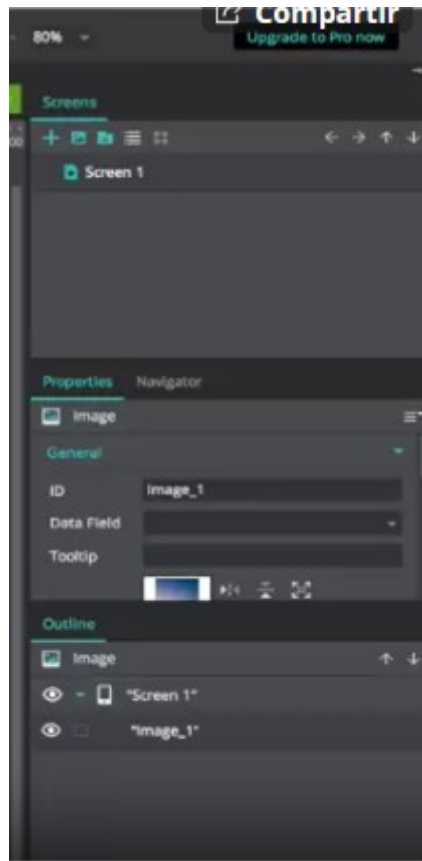 Compartir
80%
Upgrade to Pro now
Screens
Screen 1
Properties Navigator
Image
General
ID Image_1
Data Field
Tooltip
Outline
Image
"Screen 1"
"Image_1"